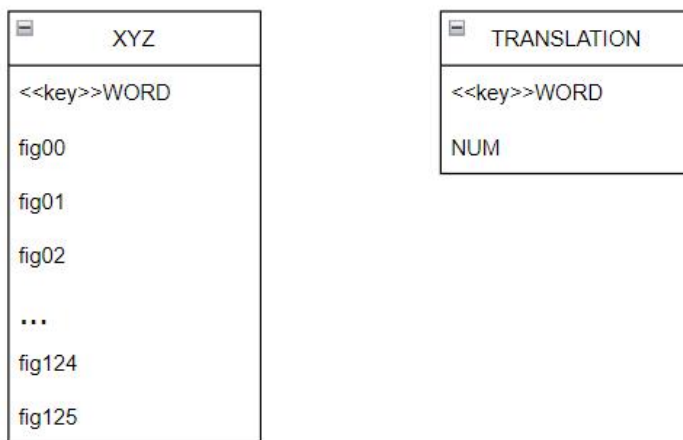 XYZ
<<key>>WORD
fig00
fig01
fig02
...
fig124
fig125
TRANSLATION
<<key>>WORD
NUM